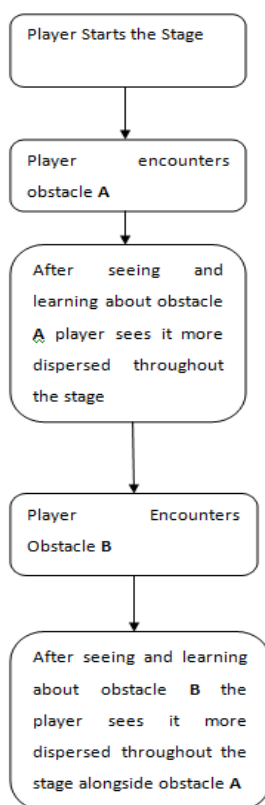 Player Starts the Stage
Player encounters
obstacle A
After seeing and
learning about obstacle
A player sees it more
dispersed throughout
the stage
Player Encounters
Obstacle B
After seeing and learning
about obstacle B the
player sees it more
dispersed throughout the
stage alongside obstacle A